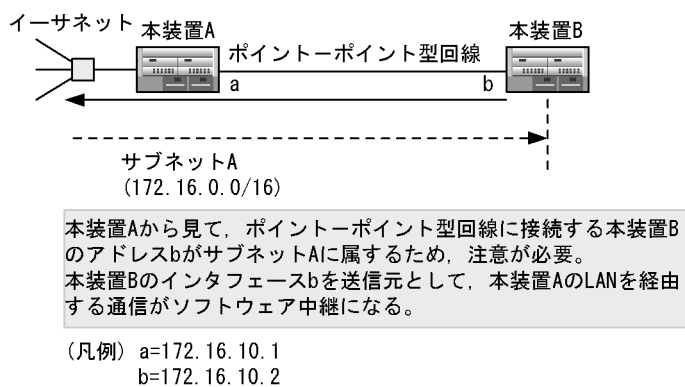 イーサネット
本装置A
本装置B
ポイントーポイント型回線
a
b
サブネットA
(172.16.0.0/16)
本装置Aから見て，ポイントーポイント型回線に接続する本装置B
のアドレスbがサブネットAに属するため，注意が必要。
本装置Bのインタフェースbを送信元として，本装置AのLANを経由
する通信がソフトウェア中継になる。
(凡例) a=172.16.10.1
b=172.16.10.2